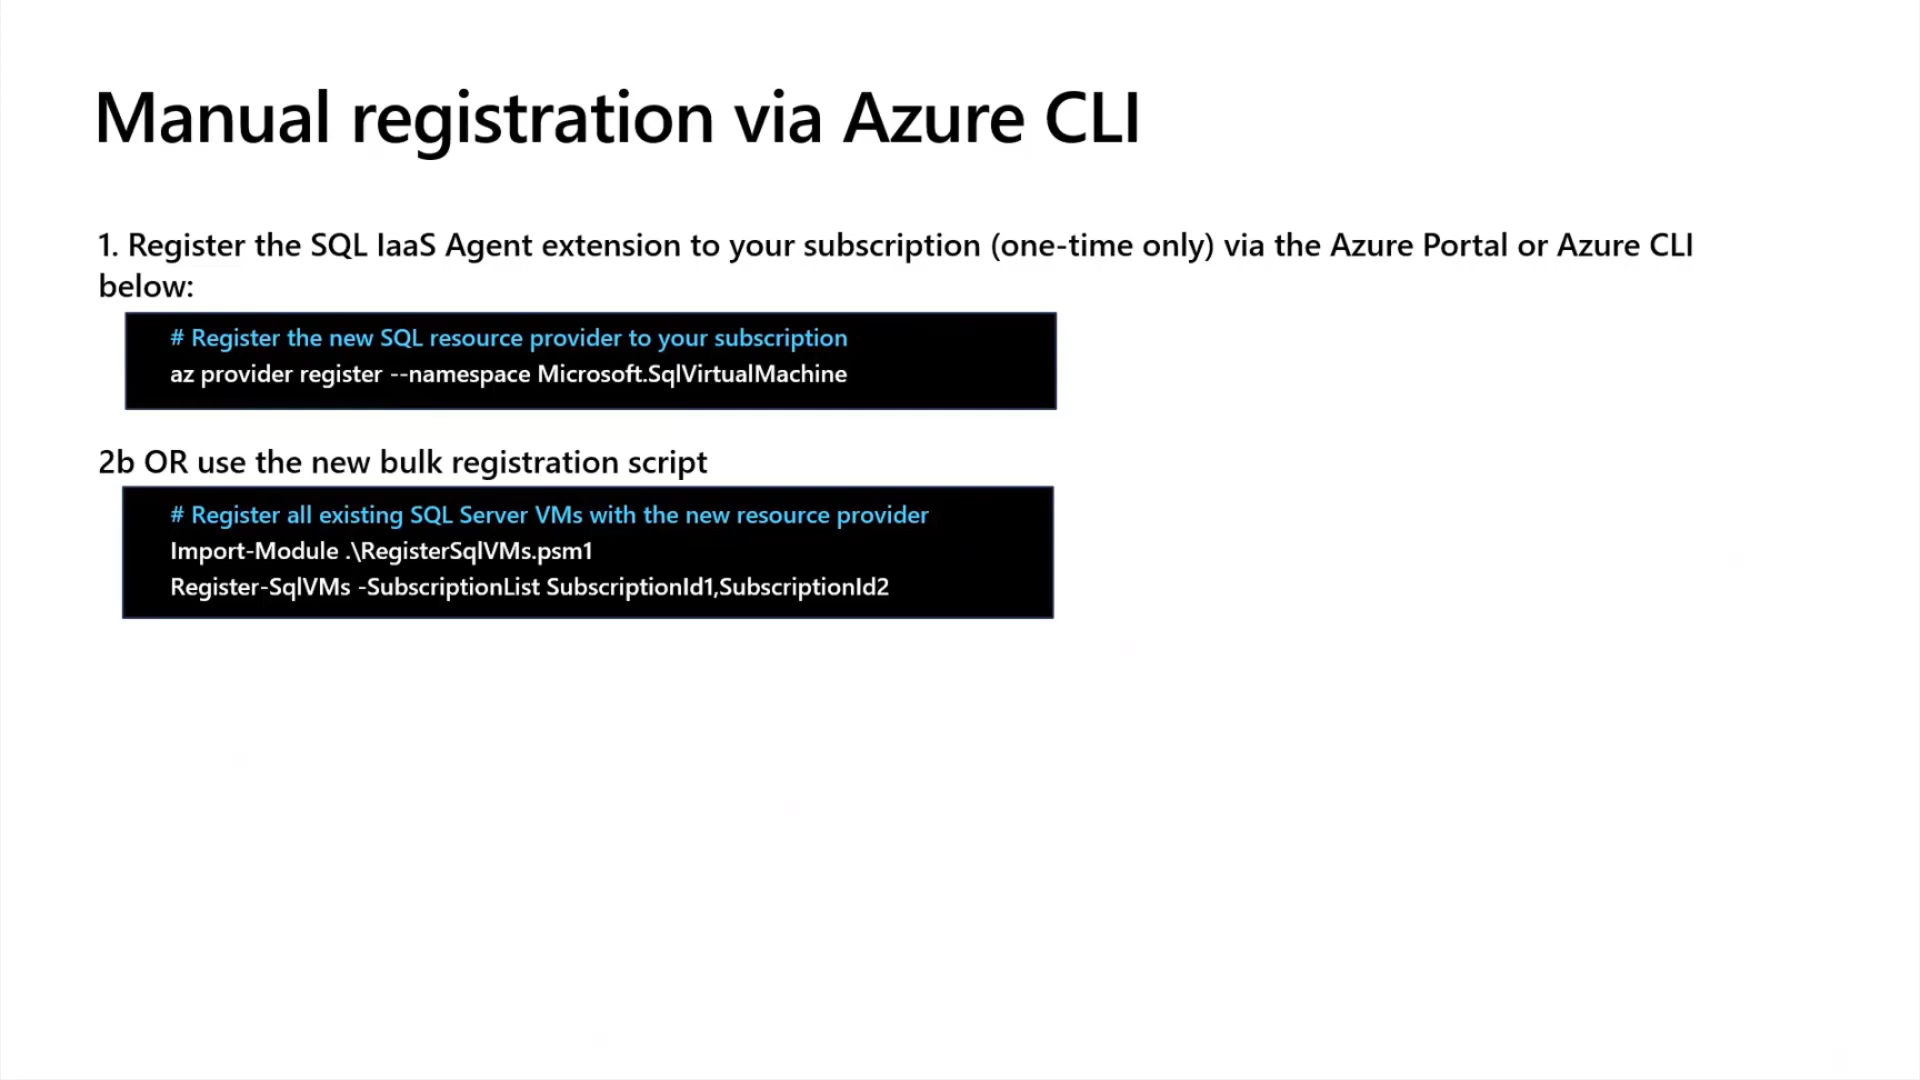 Manual registration via Azure CLI
1. Register the SQL IaaS Agent extension to your subscription (one-time only) via the Azure Portal or Azure CLI
below:
# Register the new SQL resource provider to your subscription
az provider register --namespace Microsoft.SqlVirtualMachine
2b OR use the new bulk registration script
# Register all existing SQL Server VMs with the new resource provider
Import-Module .\RegisterSqlVMs.psm1
Register-SqlVMs -SubscriptionList SubscriptionId1,SubscriptionId2